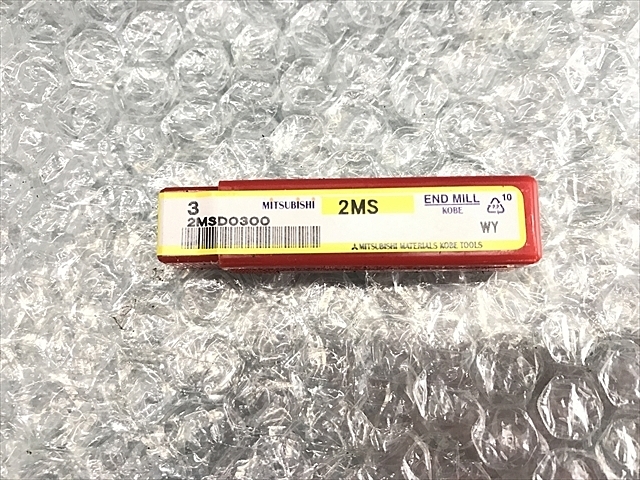 3 MITSUBISHI 2MS END MILL
KOBE
10
2MSD0300
WY
MITSUBISHI MATERIALS KOBE TOOLS